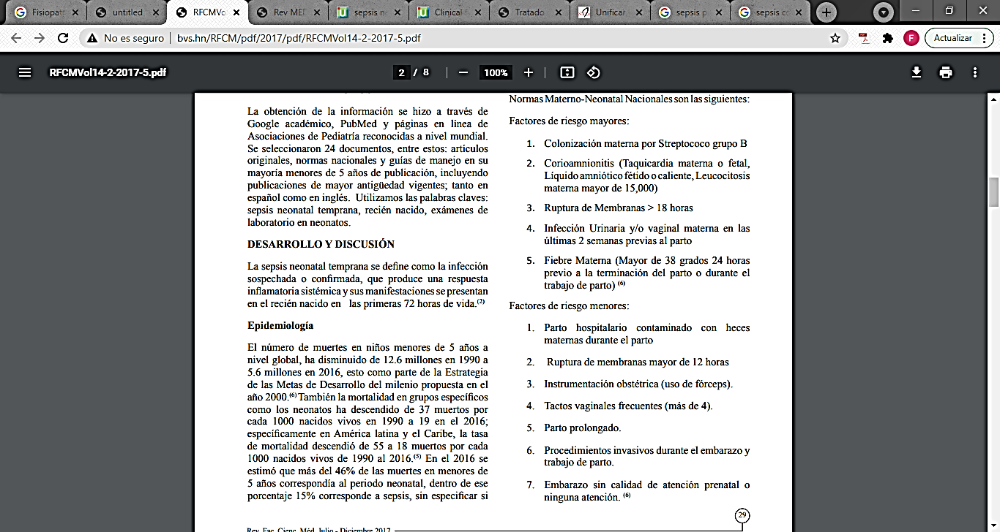 Fisiopat
untitled
RFCMVo
Rev MED
sepsis n
Clinical f
Tratado
Unificar
sepsis p
sepsis c
No es seguro | bvs.hn/RFCM/pdf/2017/pdf/RFCMVol14-2-2017-5.pdf
F
Actualizar
RFCMVol14-2-2017-5.pdf
2 / 8
100%
La obtención de la información se hizo a través de
Google académico, PubMed y páginas en línea de
Asociaciones de Pediatría reconocidas a nivel mundial.
Se seleccionaron 24 documentos, entre estos: artículos
originales, normas nacionales y guías de manejo en su
mayoría menores de 5 años de publicación, incluyendo
publicaciones de mayor antigüedad vigentes; tanto en
español como en inglés. Utilizamos las palabras claves:
sepsis neonatal temprana, recién nacido, exámenes de
laboratorio en neonatos.
DESARROLLO Y DISCUSIÓN
La sepsis neonatal temprana se define como la infección
sospechada o confirmada, que produce una respuesta
inflamatoria sistémica y sus manifestaciones se presentan
en el recién nacido en las primeras 72 horas de vida.(2)
Epidemiología
El número de muertes en niños menores de 5 años a
nivel global, ha disminuido de 12.6 millones en 1990 a
5.6 millones en 2016, esto como parte de la Estrategia
de las Metas de Desarrollo del milenio propuesta en el
año 2000.(6) También la mortalidad en grupos específicos
como los neonatos ha descendido de 37 muertos por
cada 1000 nacidos vivos en 1990 a 19 en el 2016;
específicamente en América latina y el Caribe, la tasa
de mortalidad descendió de 55 a 18 muertos por cada
1000 nacidos vivos de 1990 al 2016.(5) En el 2016 se
estimó que más del 46% de las muertes en menores de
5 años correspondía al periodo neonatal, dentro de ese
porcentaje 15% corresponde a sepsis, sin especificar si
Normas Materno-Neonatal Nacionales son las siguientes:
Factores de riesgo mayores:
1. Colonización materna por Streptococo grupo B
2. Corioamnionitis (Taquicardia materna o fetal,
Líquido amniótico fétido o caliente, Leucocitosis
materna mayor de 15,000)
3. Ruptura de Membranas > 18 horas
4. Infección Urinaria y/o vaginal materna en las
últimas 2 semanas previas al parto
5. Fiebre Materna (Mayor de 38 grados 24 horas
previo a la terminación del parto o durante el
trabajo de parto) (6)
Factores de riesgo menores:
1. Parto hospitalario contaminado con heces
maternas durante el parto
2. Ruptura de membranas mayor de 12 horas
3. Instrumentación obstétrica (uso de fórceps).
4. Tactos vaginales frecuentes (más de 4).
5. Parto prolongado.
6. Procedimientos invasivos durante el embarazo y
trabajo de parto.
7. Embarazo sin calidad de atención prenatal o
ninguna atención. (6)
29
Rev. Fac. Cienc. Méd. Julio - Diciembre 2017